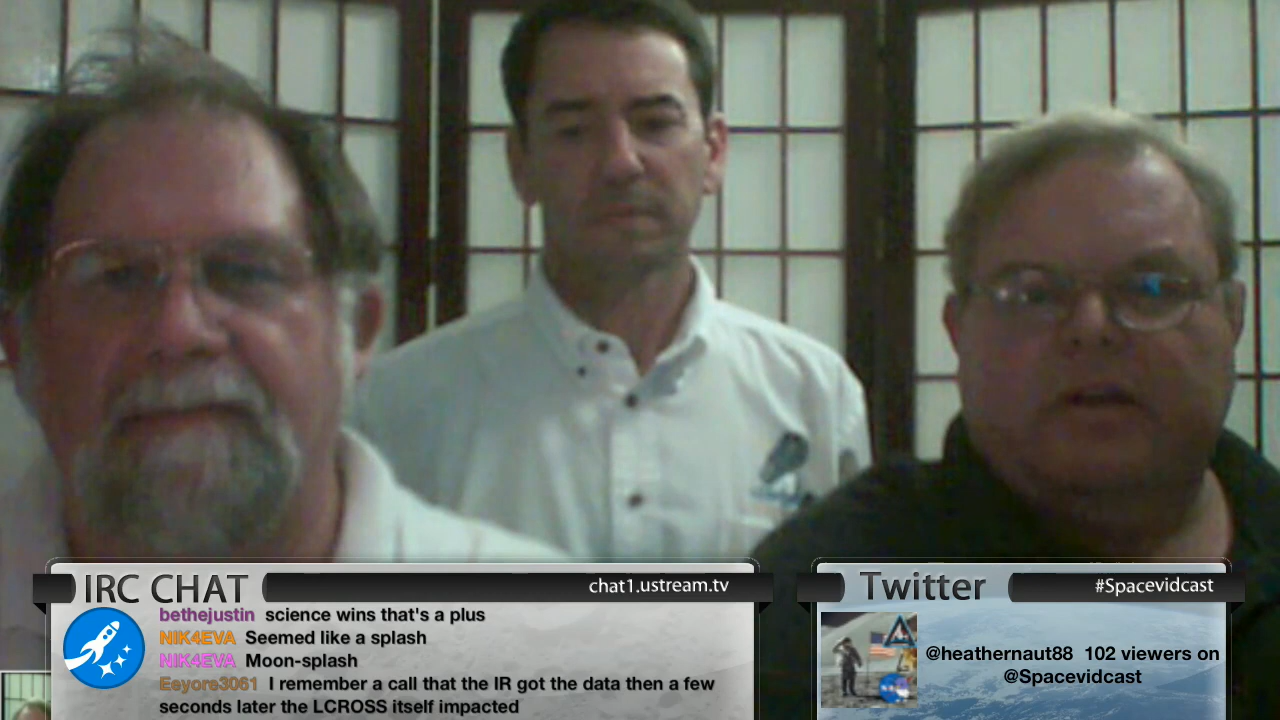 IRC CHAT
chat1.ustream.tv
bethejustin science wins that's a plus
NIK4EVA Seemed like a splash
NIK4EVA Moon-splash
Eeyore3061 I remember a call that the IR got the data then a few
seconds later the LCROSS itself impacted
Twitter
#Spacevidcast
@heathernaut88 102 viewers on
@Spacevidcast